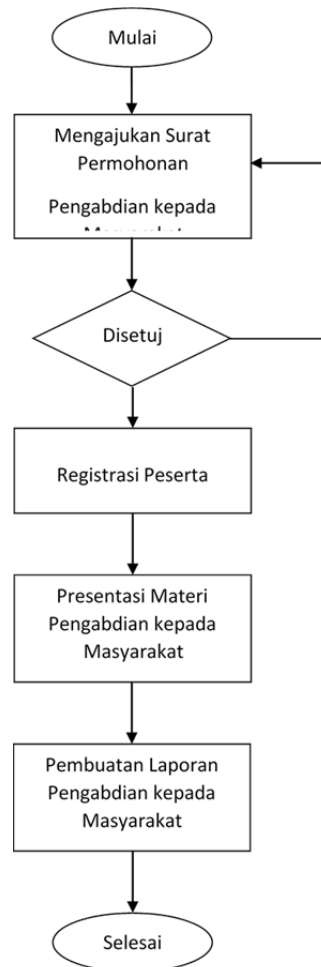 Mulai
Mengajukan Surat
Permohonan
Pengabdian kepada
Disetuj
Registrasi Peserta
Presentasi Materi
Pengabdian kepada
Masyarakat
Pembuatan Laporan
Pengabdian kepada
Masyarakat
Selesai